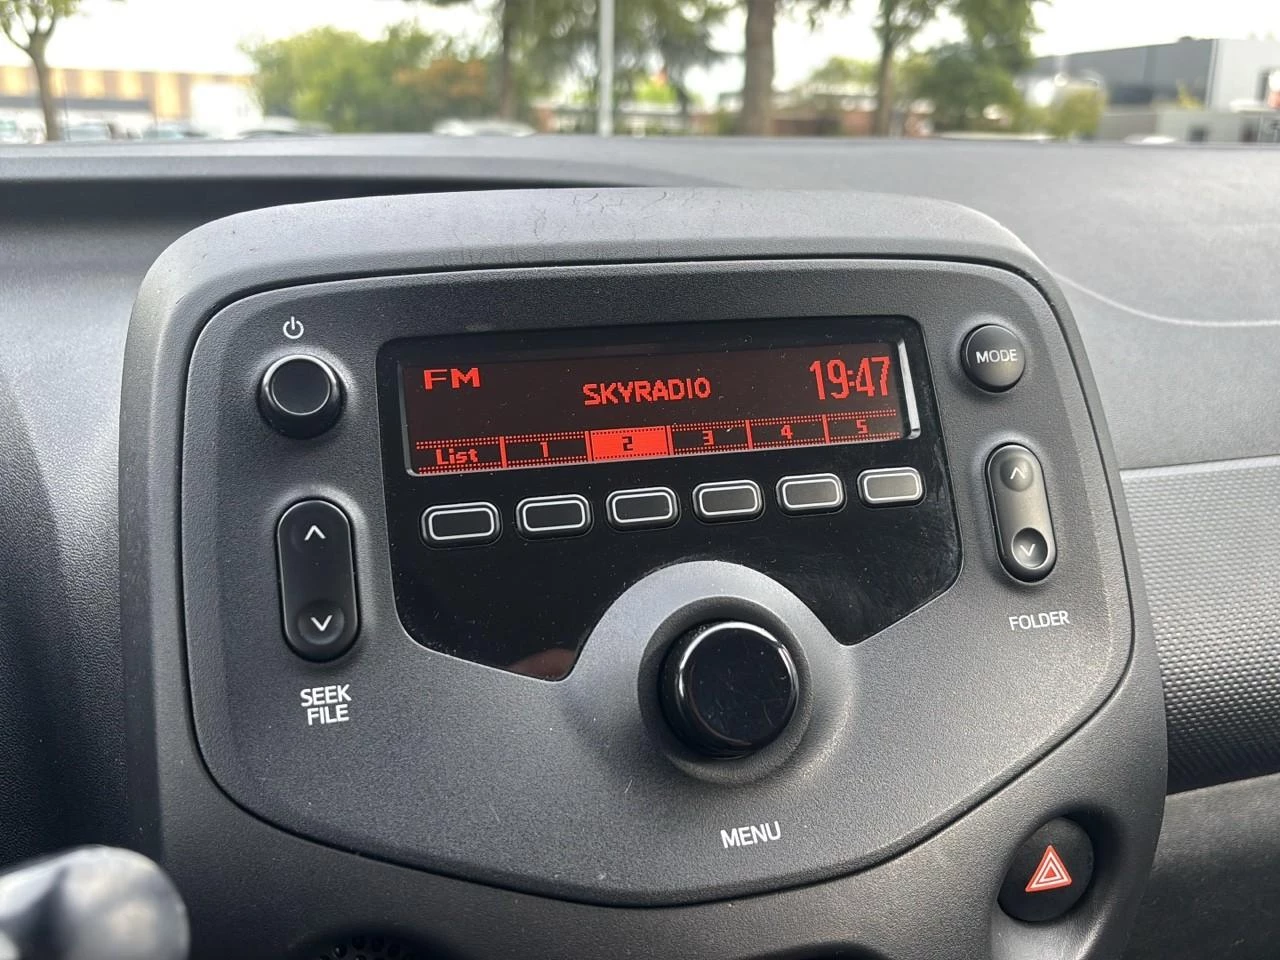 FM
SKYRADIO
19:47
List 1 2 3 4 5
MODE
SEEK
FILE
FOLDER
MENU